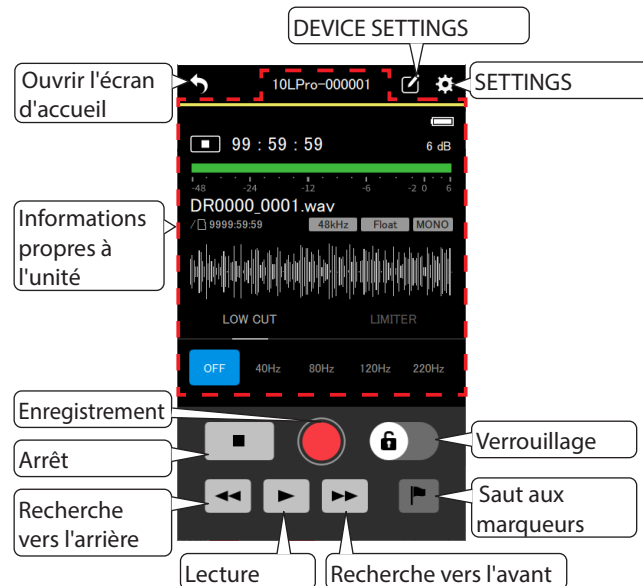 DEVICE SETTINGS
Ouvrir l'écran
d'accueil
10LPro-000001
SETTINGS
99 : 59 : 59
6 dB
-48 -24 -12 -6 -2 0 6
DR0000_0001.wav
/ 9999:59:59 48kHz Float MONO
Informations
propres à
l'unité
LOW CUT LIMITER
OFF 40Hz 80Hz 120Hz 220Hz
Enregistrement
Arrêt
Verrouillage
Recherche
vers l'arrière
Saut aux
marqueurs
Lecture
Recherche vers l'avant